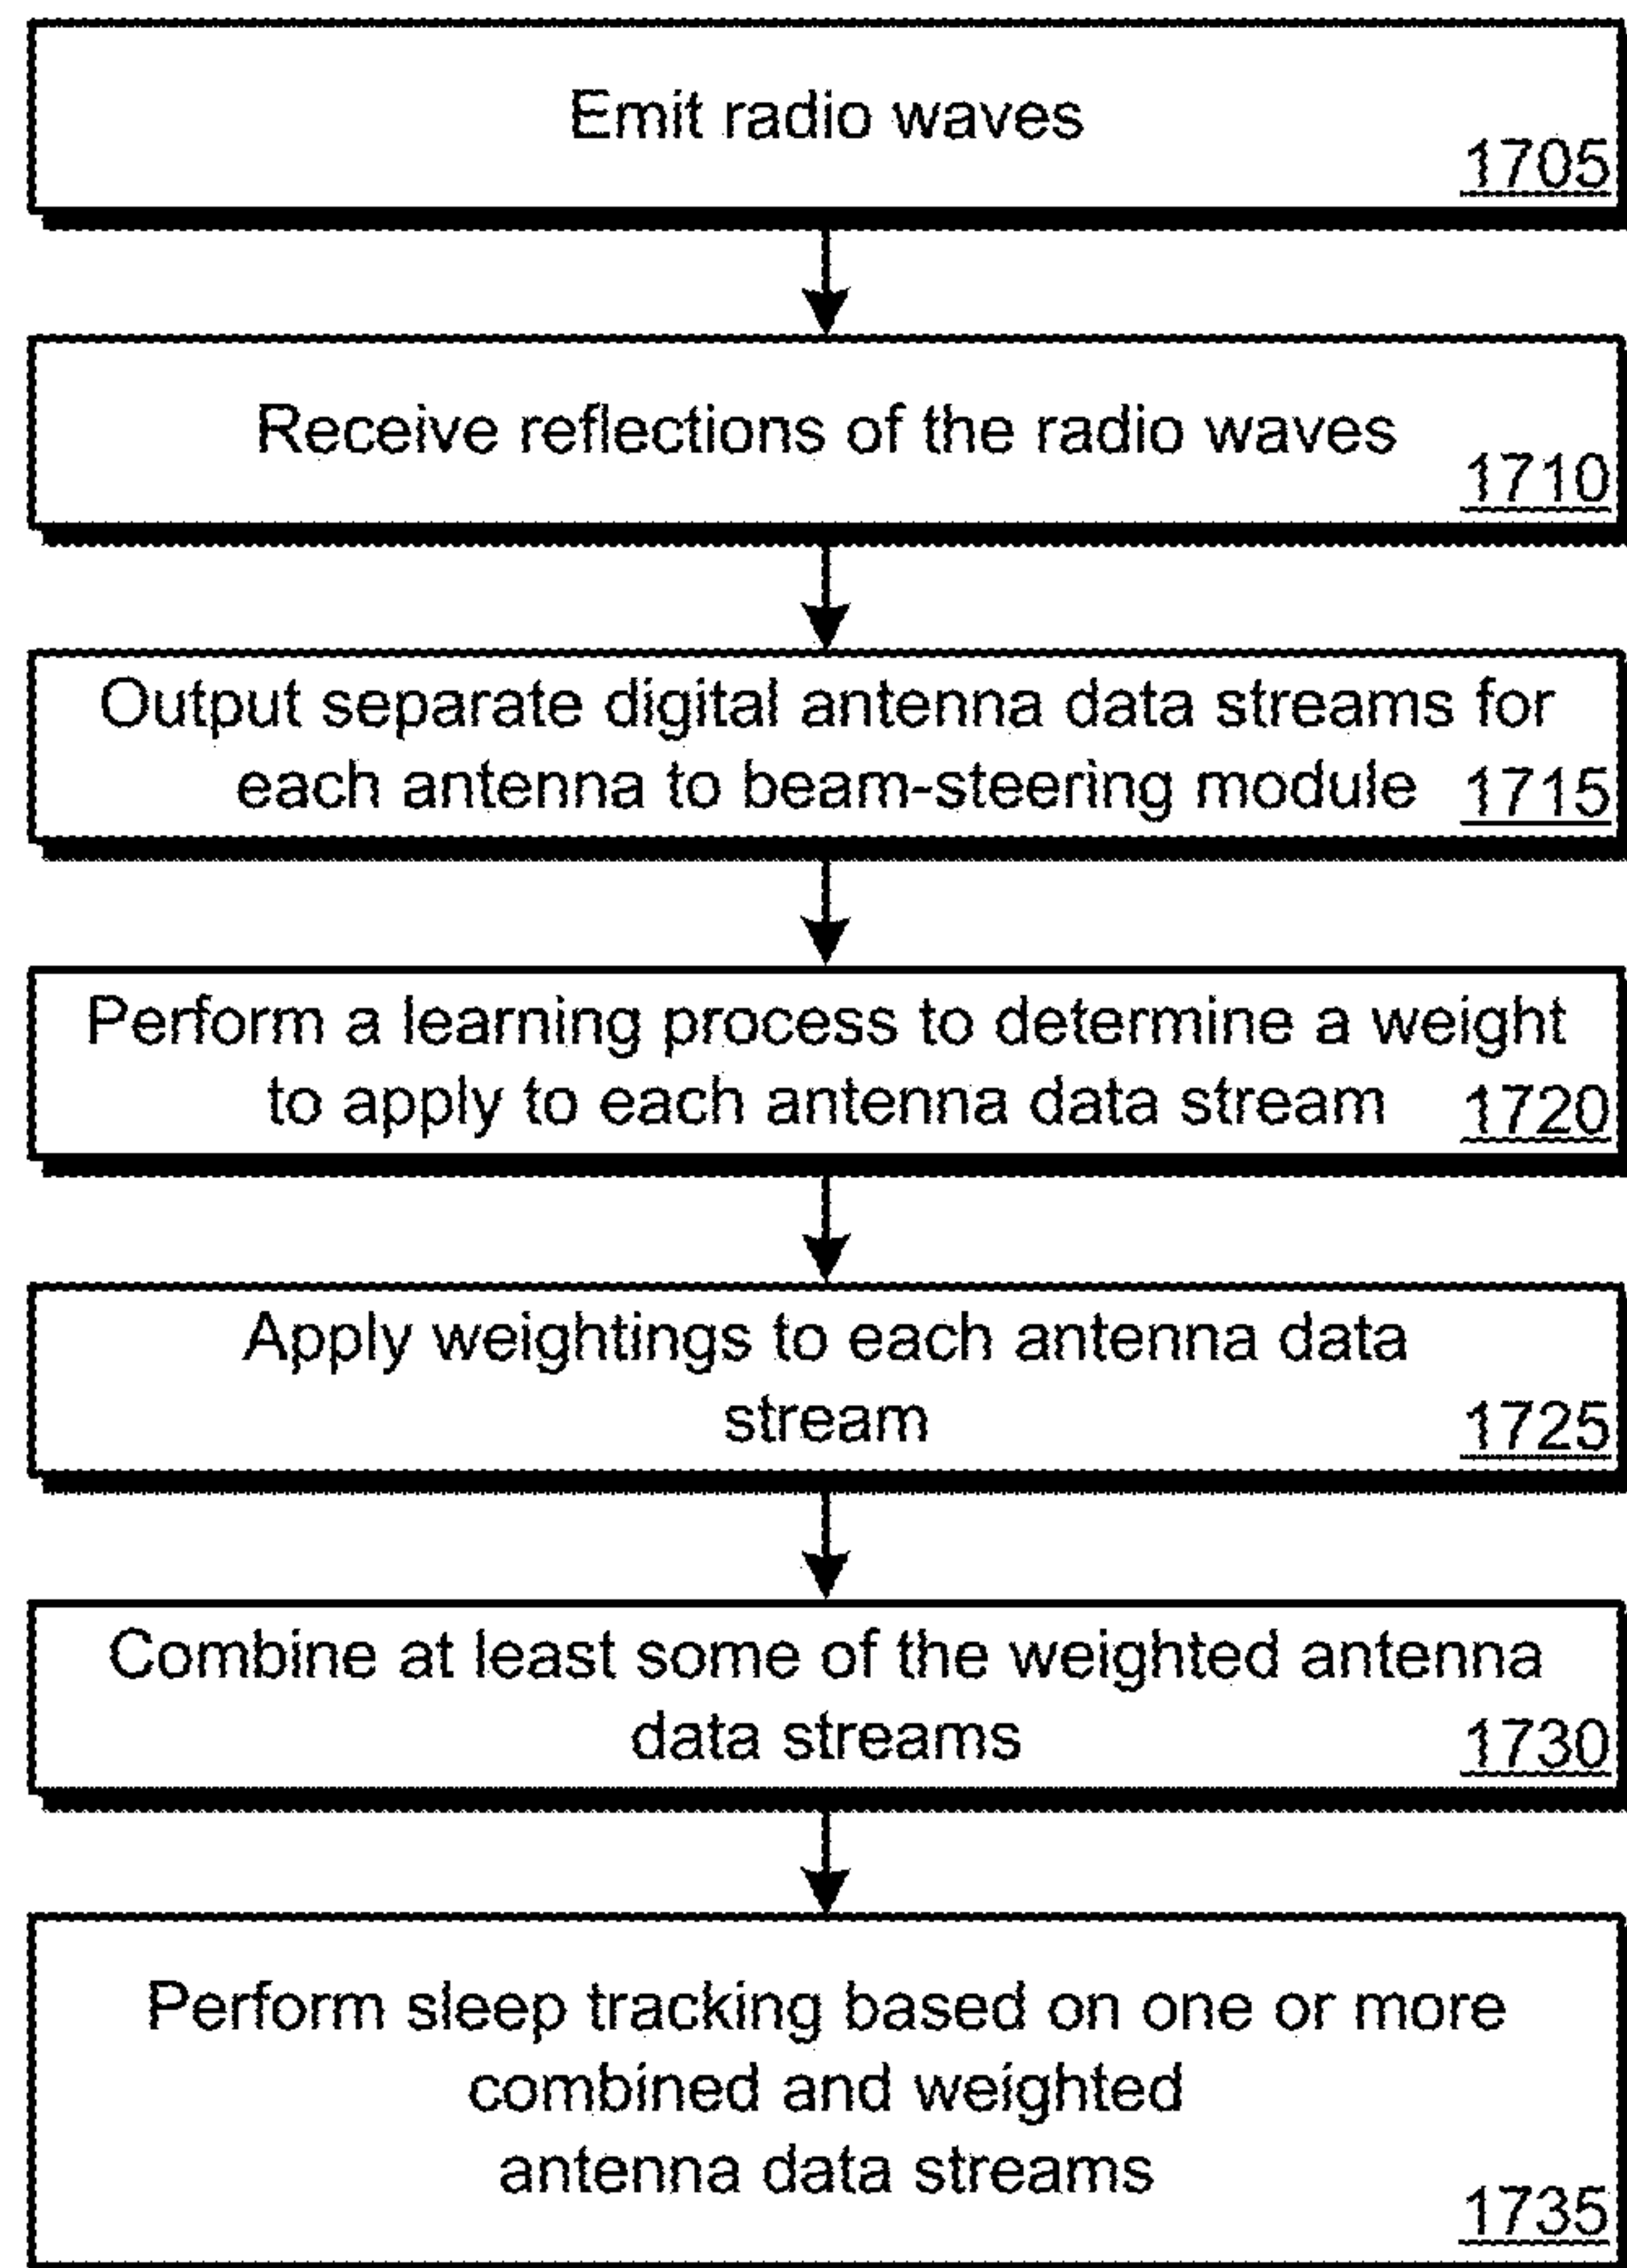 Emit radio waves
1705
Receive reflections of the radio waves
1710
Output separate digital antenna data streams for
each antenna to beam-steering module 1715
Perform a learning process to determine a weight
to apply to each antenna data stream 1720
Apply weightings to each antenna data
stream 1725
Combine at least some of the weighted antenna
data streams 1730
Perform sleep tracking based on one or more
combined and weighted
antenna data streams
1735